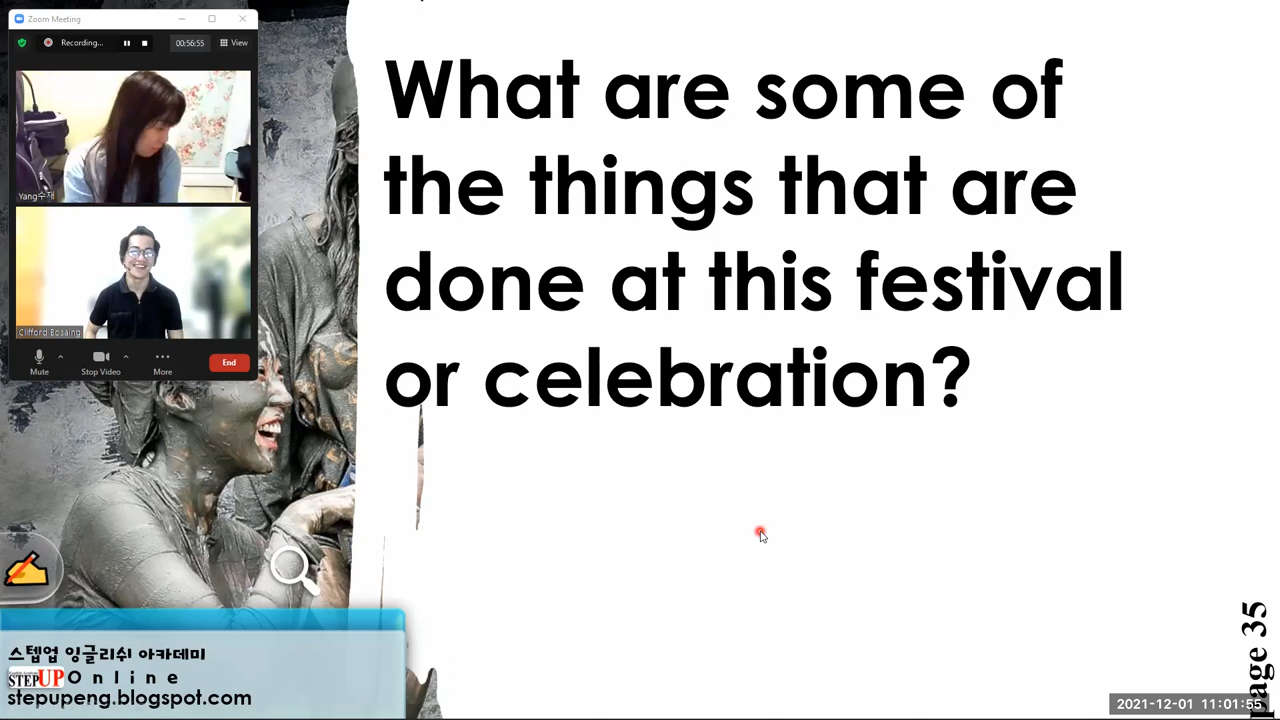 Zoom Meeting
Recording...
00:56:55
View
What are some of
the things that are
done at this festival
or celebration?
Yang수재
Clifford Bosaing
Mute
Stop Video
More
End
스텝업 잉글리쉬 아카데미
STEPUP Online
stepupeng.blogspot.com
page 35
2021-12-01 11:01:55